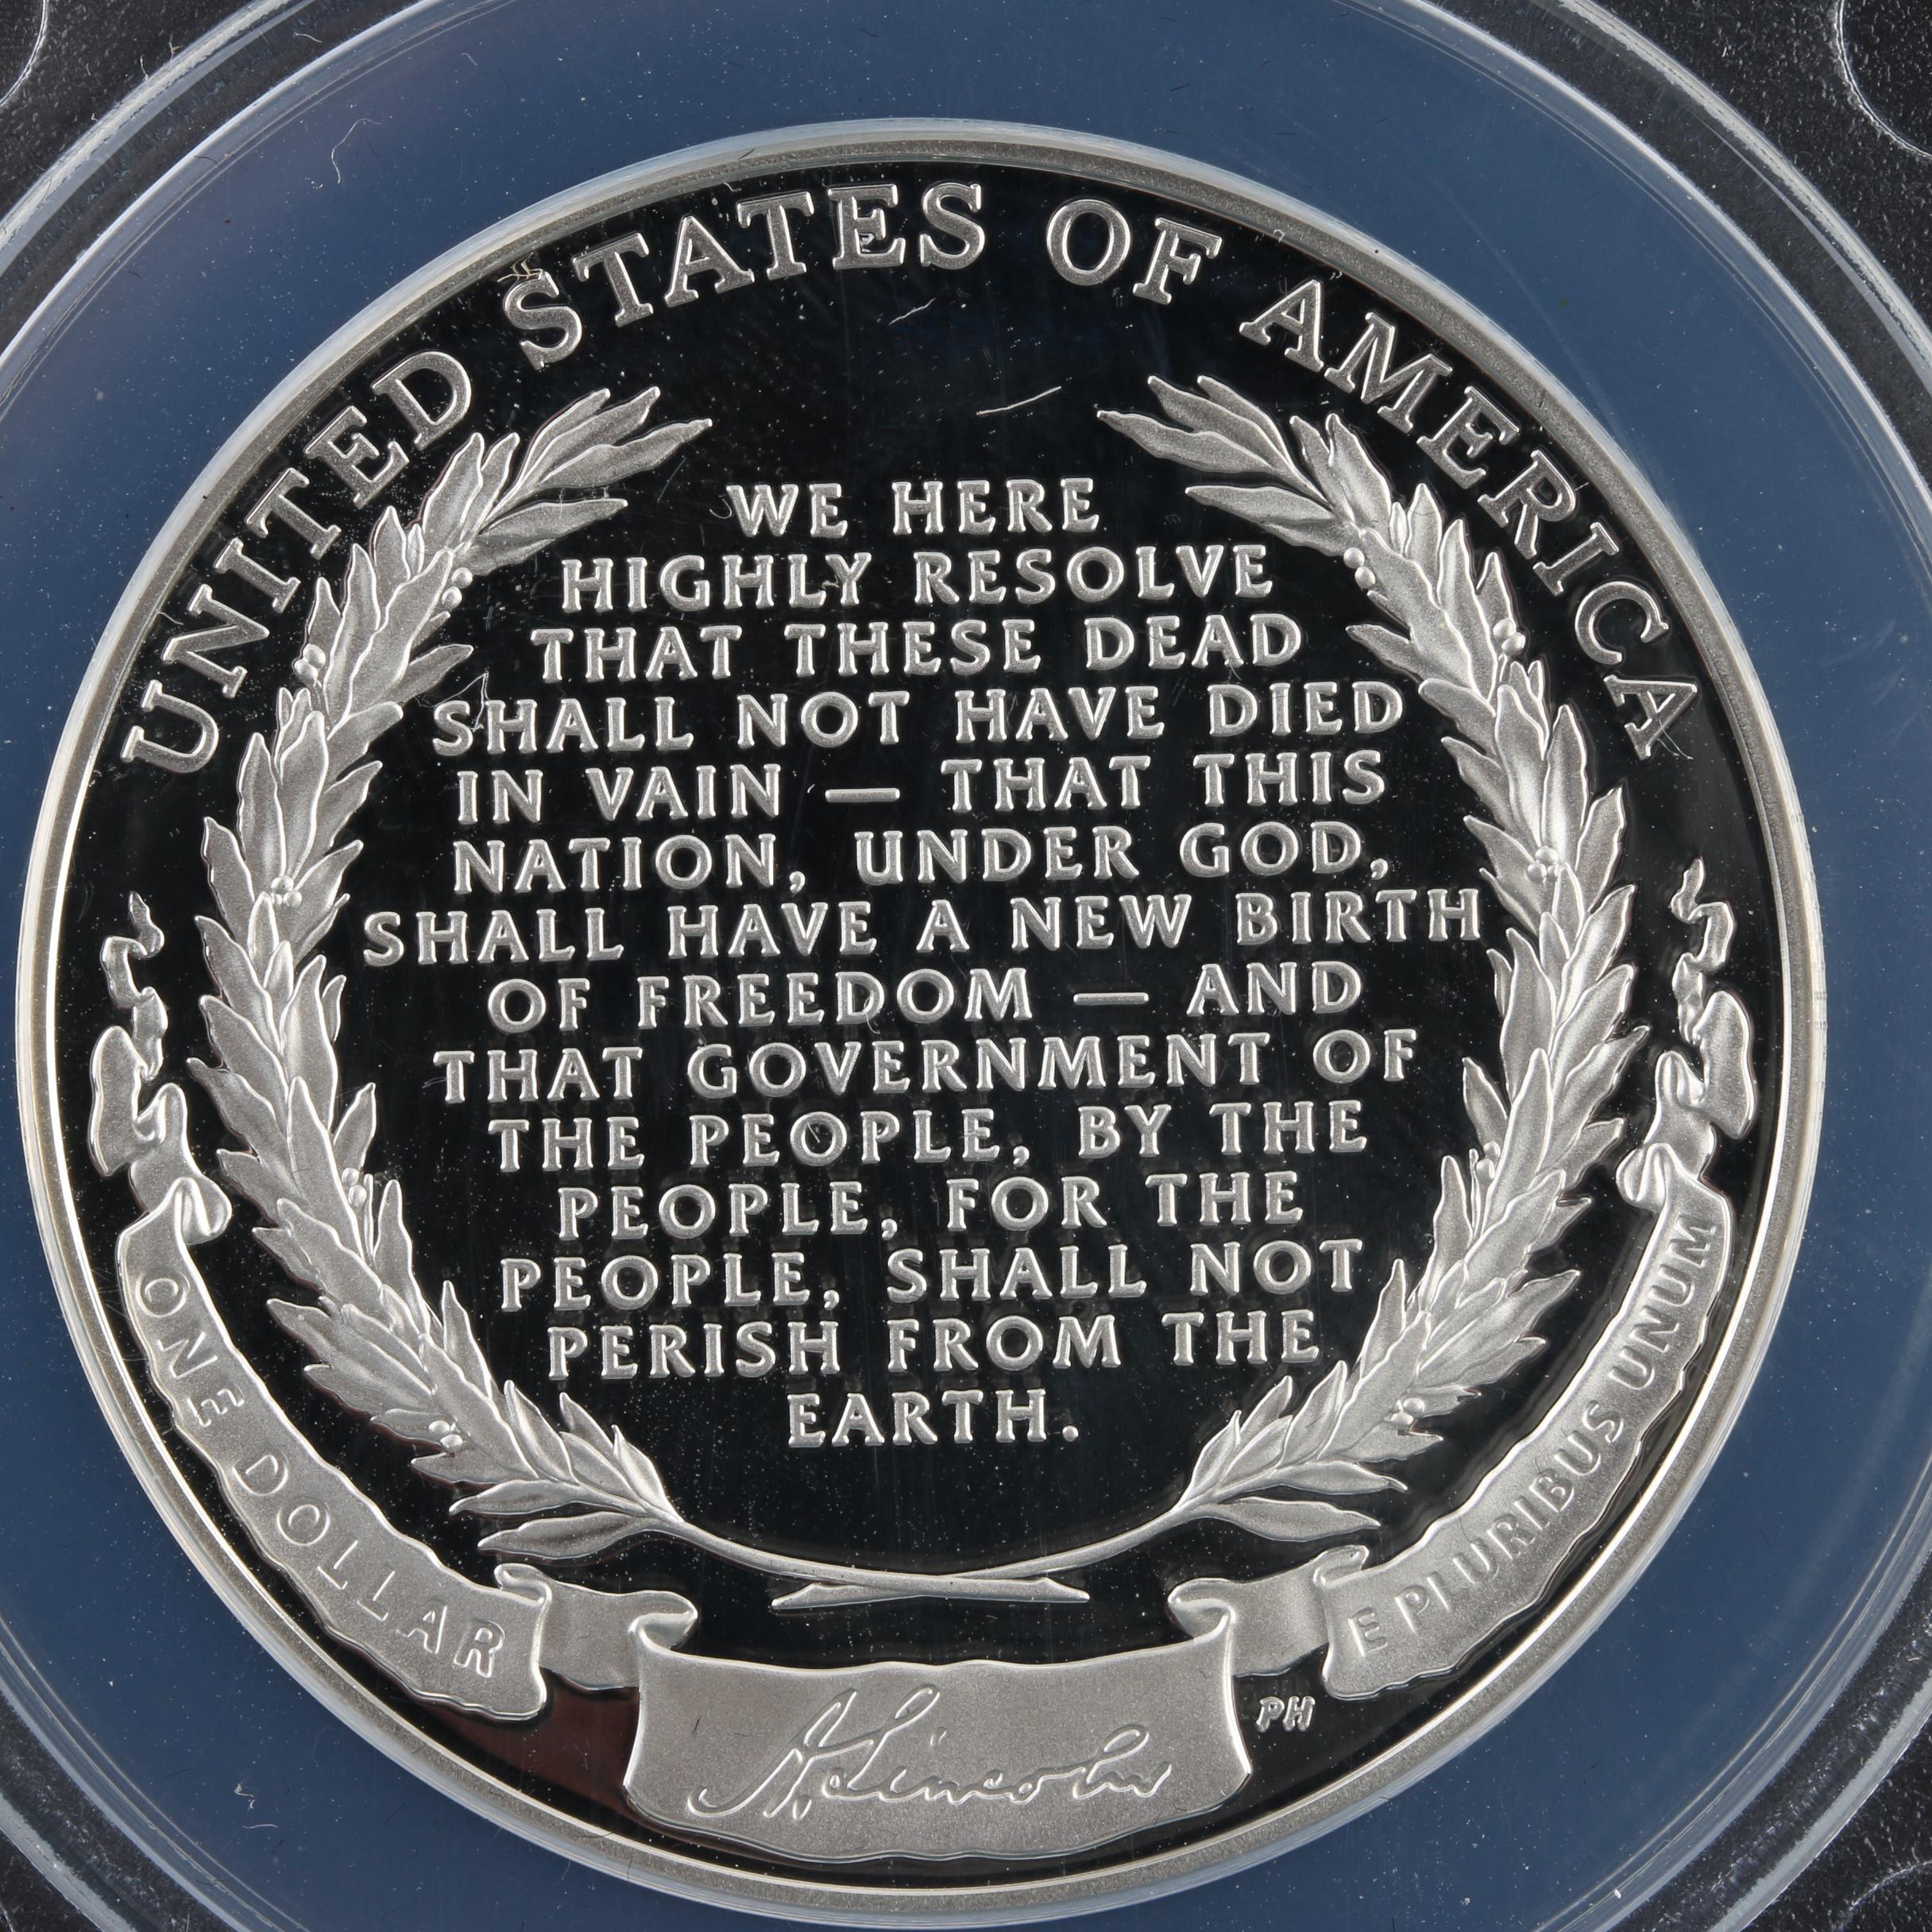 UNITED STATES OF AMERICA
WE HERE
HIGHLY RESOLVE
THAT THESE DEAD
SHALL NOT HAVE DIED
IN VAIN — THAT THIS
NATION, UNDER GOD,
SHALL HAVE A NEW BIRTH
OF FREEDOM — AND
THAT GOVERNMENT OF
THE PEOPLE, BY THE
PEOPLE, FOR THE
PEOPLE, SHALL NOT
PERISH FROM THE
EARTH.
ONE DOLLAR
A. Lincoln
PH
E PLURIBUS UNUM